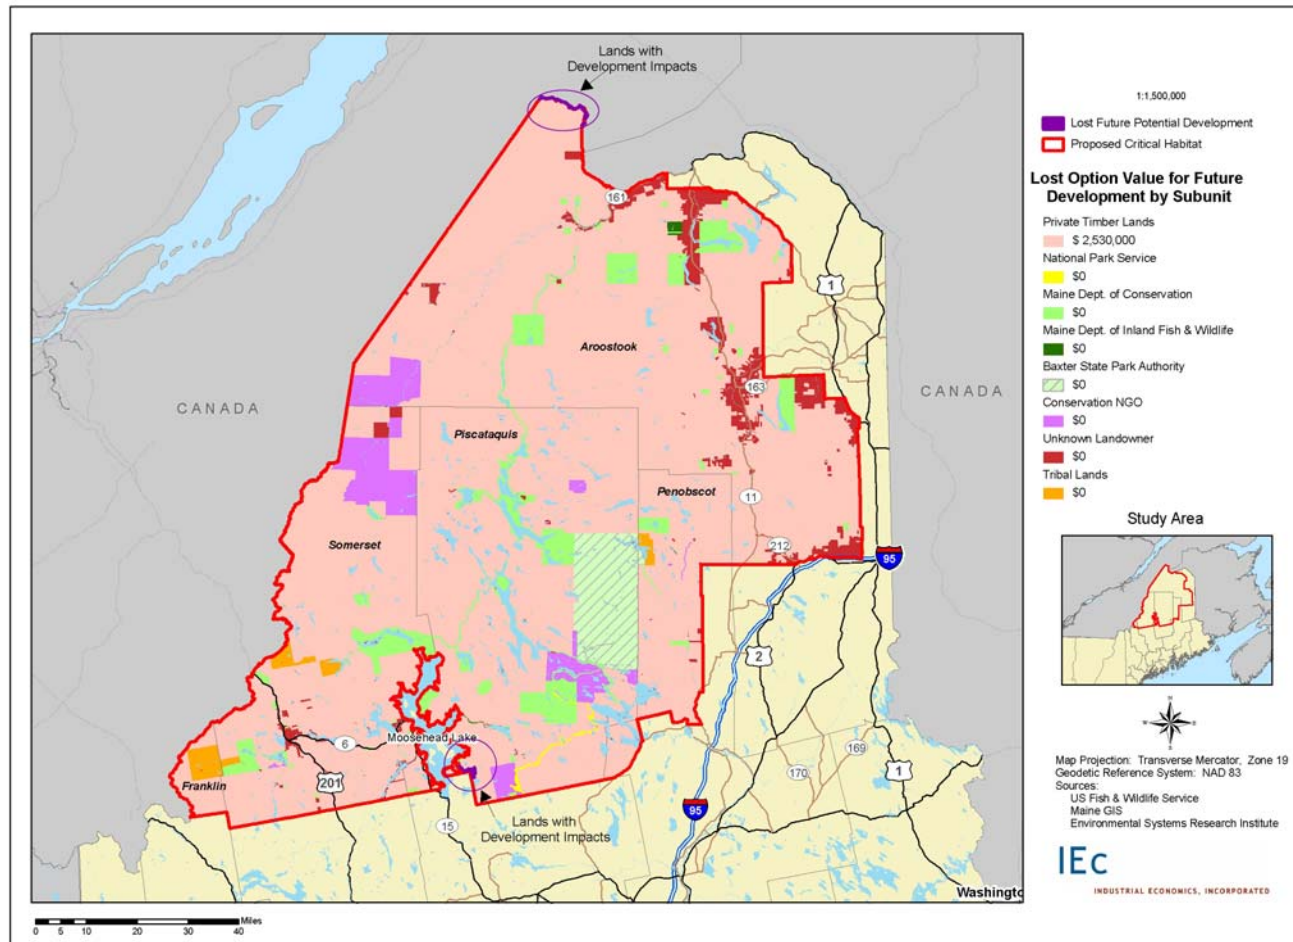 Lands with
Development Impacts
161
1
Aroostook
CANADA
CANADA
163
Piscataquis
Penobscot
11
Somerset
212
95
2
Moosehead Lake
6
Franklin
201
169
170
1
95
15
Lands with
Development Impacts
Washingto
0 5 10 20 30 40 Miles
1:1,500,000
Lost Future Potential Development
Proposed Critical Habitat
Lost Option Value for Future
Development by Subunit
Private Timber Lands
$ 2,530,000
National Park Service
$0
Maine Dept. of Conservation
$0
Maine Dept. of Inland Fish & Wildlife
$0
Baxter State Park Authority
$0
Conservation NGO
$0
Unknown Landowner
$0
Tribal Lands
$0
Study Area
N
W E
S
Map Projection: Transverse Mercator, Zone 19
Geodetic Reference System: NAD 83
Sources:
US Fish & Wildlife Service
Maine GIS
Environmental Systems Research Institute
IEc
INDUSTRIAL ECONOMICS, INCORPORATED